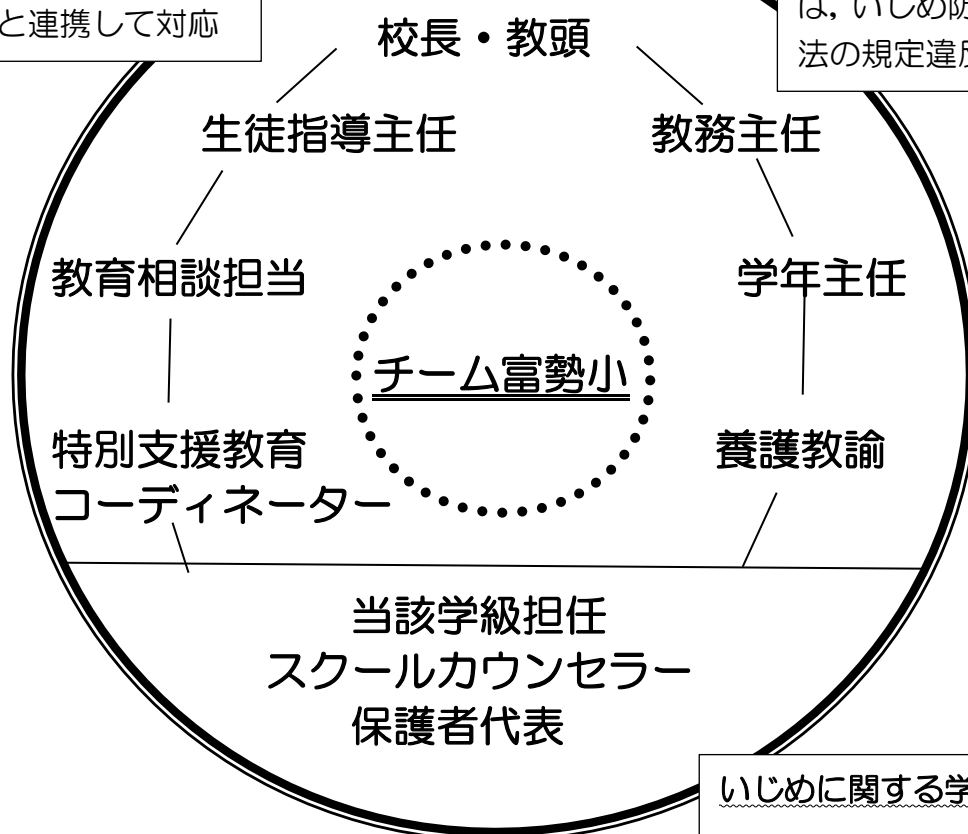 と連携して対応
は，いじめ防
法の規定違
校長・教頭
生徒指導主任
教務主任
教育相談担当
学年主任
チーム富勢小
特別支援教育
コーディネーター
養護教諭
当該学級担任
スクールカウンセラー
保護者代表
いじめに関する学